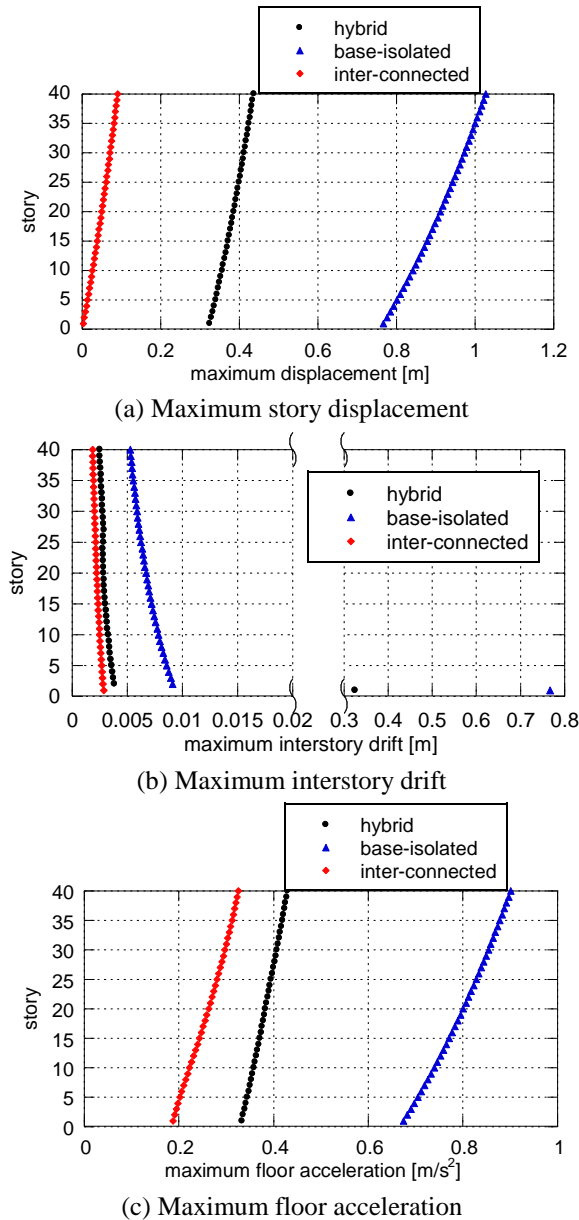 hybrid
base-isolated
inter-connected
40
35
30
25
20
15
10
5
0
story
0 0.2 0.4 0.6 0.8 1 1.2
maximum displacement [m]
(a) Maximum story displacement
40
35
30
25
20
15
10
5
0
story
hybrid
base-isolated
inter-connected
0 0.005 0.01 0.015 0.02 0.3 0.4 0.5 0.6 0.7 0.8
maximum interstory drift [m]
(b) Maximum interstory drift
hybrid
base-isolated
inter-connected
40
35
30
25
20
15
10
5
0
story
0 0.2 0.4 0.6 0.8 1
maximum floor acceleration [m/s²]
(c) Maximum floor acceleration